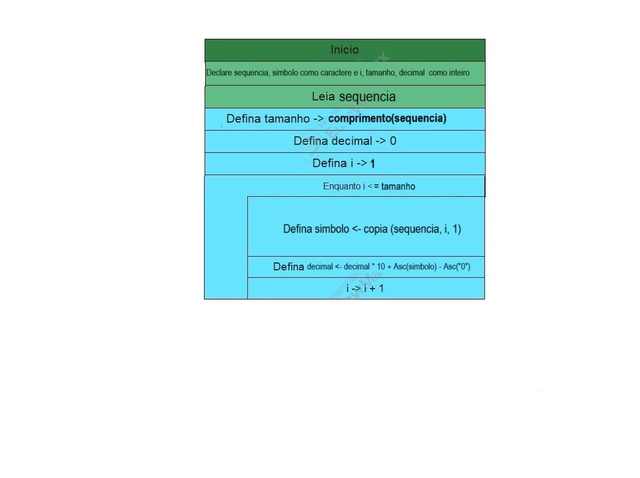 Inicio
Declare sequencia, simbolo como caractere e i, tamanho, decimal como inteiro
Leia sequencia
Defina tamanho -> comprimento(sequencia)
Defina decimal -> 0
Defina i -> 1
Enquanto i <= tamanho
Defina simbolo <- copia (sequencia, i, 1)
Defina decimal <- decimal * 10 + Asc(simbolo) - Asc("0")
i -> i + 1